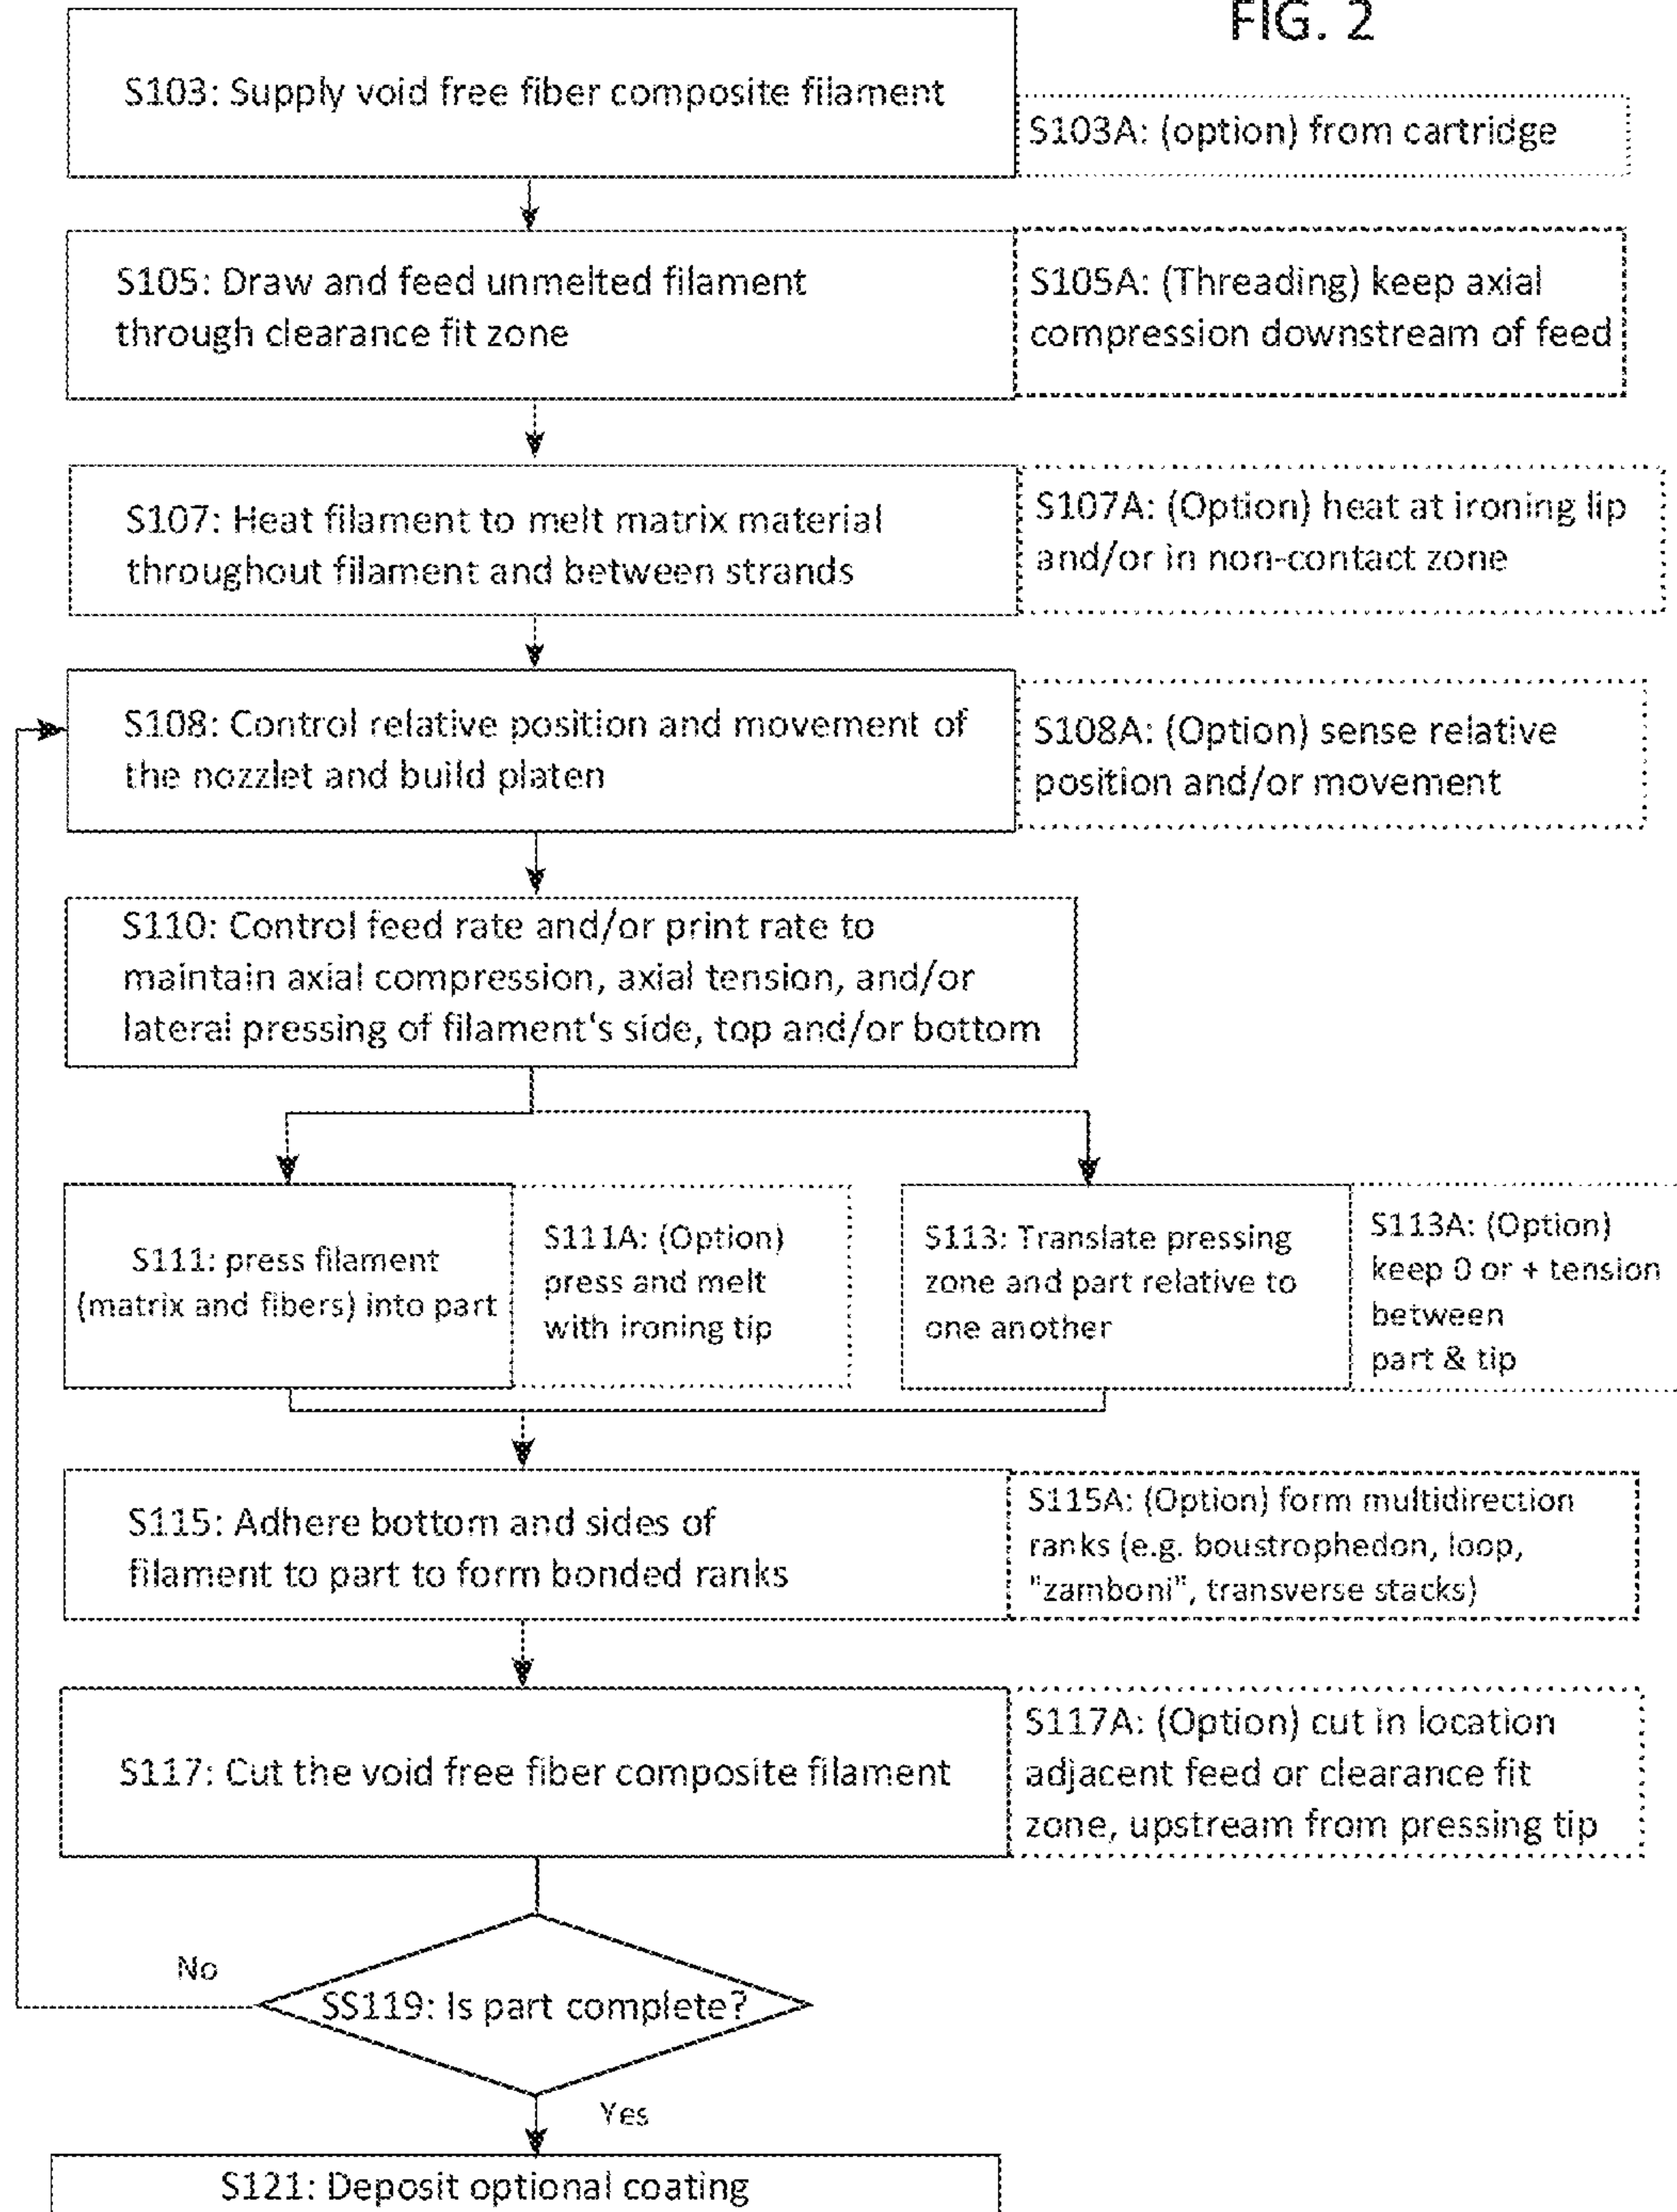 FIG. 2
S103: Supply void free fiber composite filament
S103A: (option) from cartridge
S105: Draw and feed unmelted filament
through clearance fit zone
S105A: (Threading) keep axial
compression downstream of feed
S107: Heat filament to melt matrix material
throughout filament and between strands
S107A: (Option) heat at ironing lip
and/or in non-contact zone
S108: Control relative position and movement of
the nozzlet and build platen
S108A: (Option) sense relative
position and/or movement
S110: Control feed rate and/or print rate to
maintain axial compression, axial tension, and/or
lateral pressing of filament's side, top and/or bottom
S111: press filament
(matrix and fibers) into part
S111A: (Option)
press and melt
with ironing tip
S113: Translate pressing
zone and part relative to
one another
S113A: (Option)
keep 0 or + tension
between
part & tip
S115: Adhere bottom and sides of
filament to part to form bonded ranks
S115A: (Option) form multidirection
ranks (e.g. boustrophedon, loop,
"zamboni", transverse stacks)
S117: Cut the void free fiber composite filament
S117A: (Option) cut in location
adjacent feed or clearance fit
zone, upstream from pressing tip
No
SS119: Is part complete?
Yes
S121: Deposit optional coating